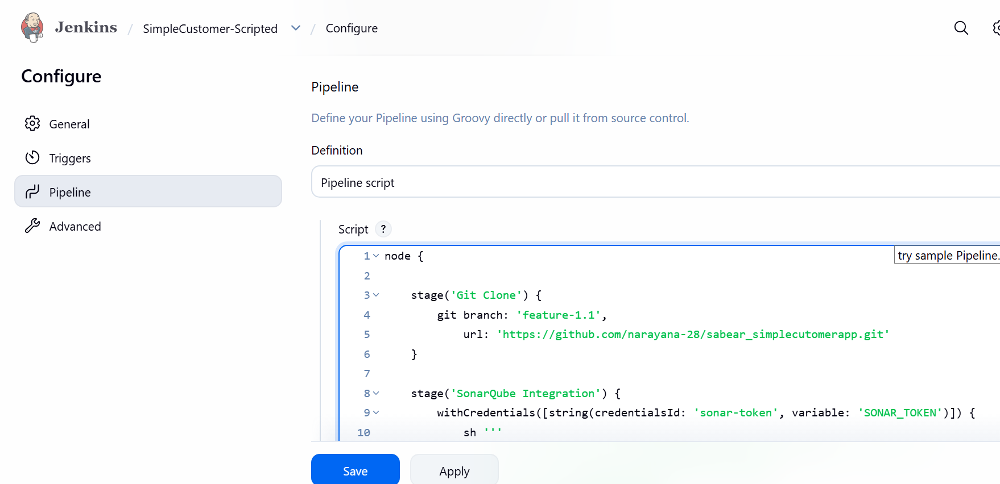 Jenkins / SimpleCustomer-Scripted / Configure
Configure
General
Triggers
Pipeline
Advanced
Pipeline
Define your Pipeline using Groovy directly or pull it from source control.
Definition
Pipeline script
Script ?
try sample Pipeline.
1 node {
2
3 stage('Git Clone') {
4 git branch: 'feature-1.1',
5 url: 'https://github.com/narayana-28/sabear_simplecutomerapp.git'
6 }
7
8 stage('SonarQube Integration') {
9 withCredentials([string(credentialsId: 'sonar-token', variable: 'SONAR_TOKEN')]) {
10 sh '''
Save
Apply